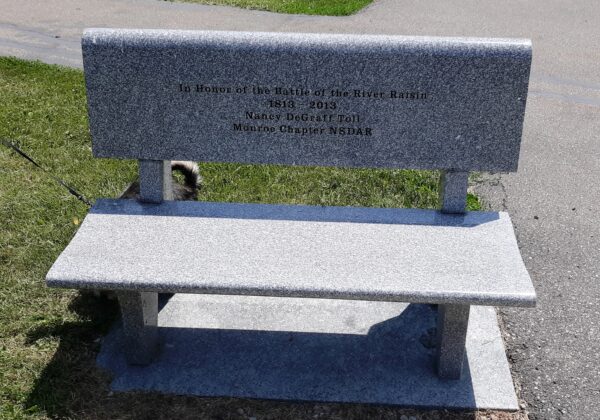 In Honor of the Battle of the River Raisin
1813 - 2013
Nancy DeGraff Toll
Monroe Chapter NSDAR